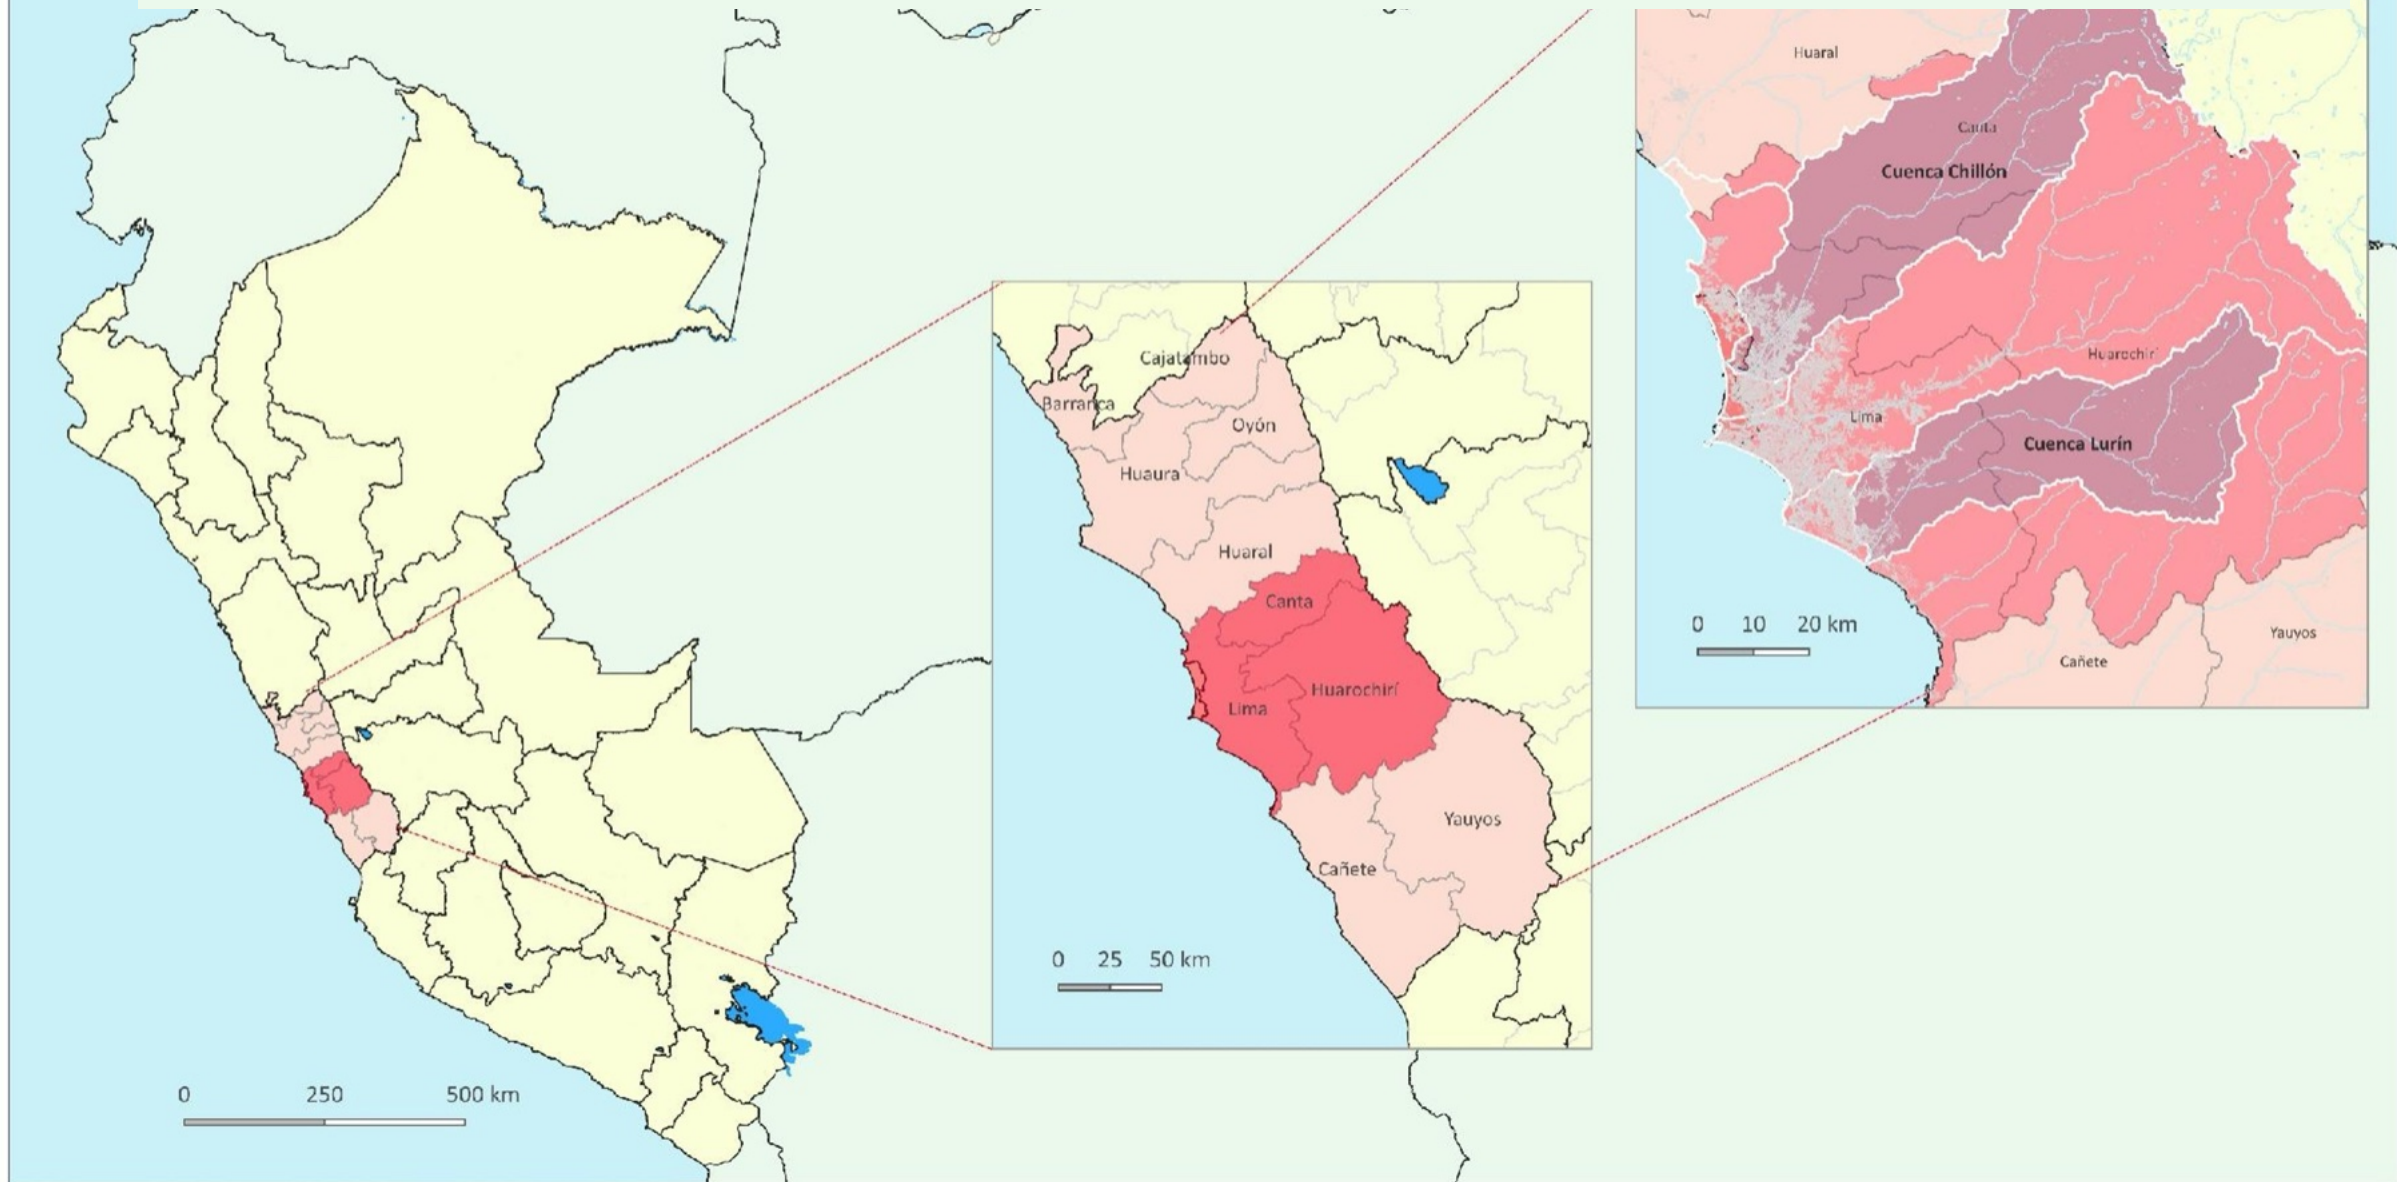 0 250 500 km
Cajatambo
Barranca
Oyón
Huaura
Huaral
Canta
Huarochirí
Lima
Yauyos
Cañete
0 25 50 km
Huaral
Canta
Cuenca Chillón
Huarochirí
Lima
Cuenca Lurín
0 10 20 km
Yauyos
Cañete